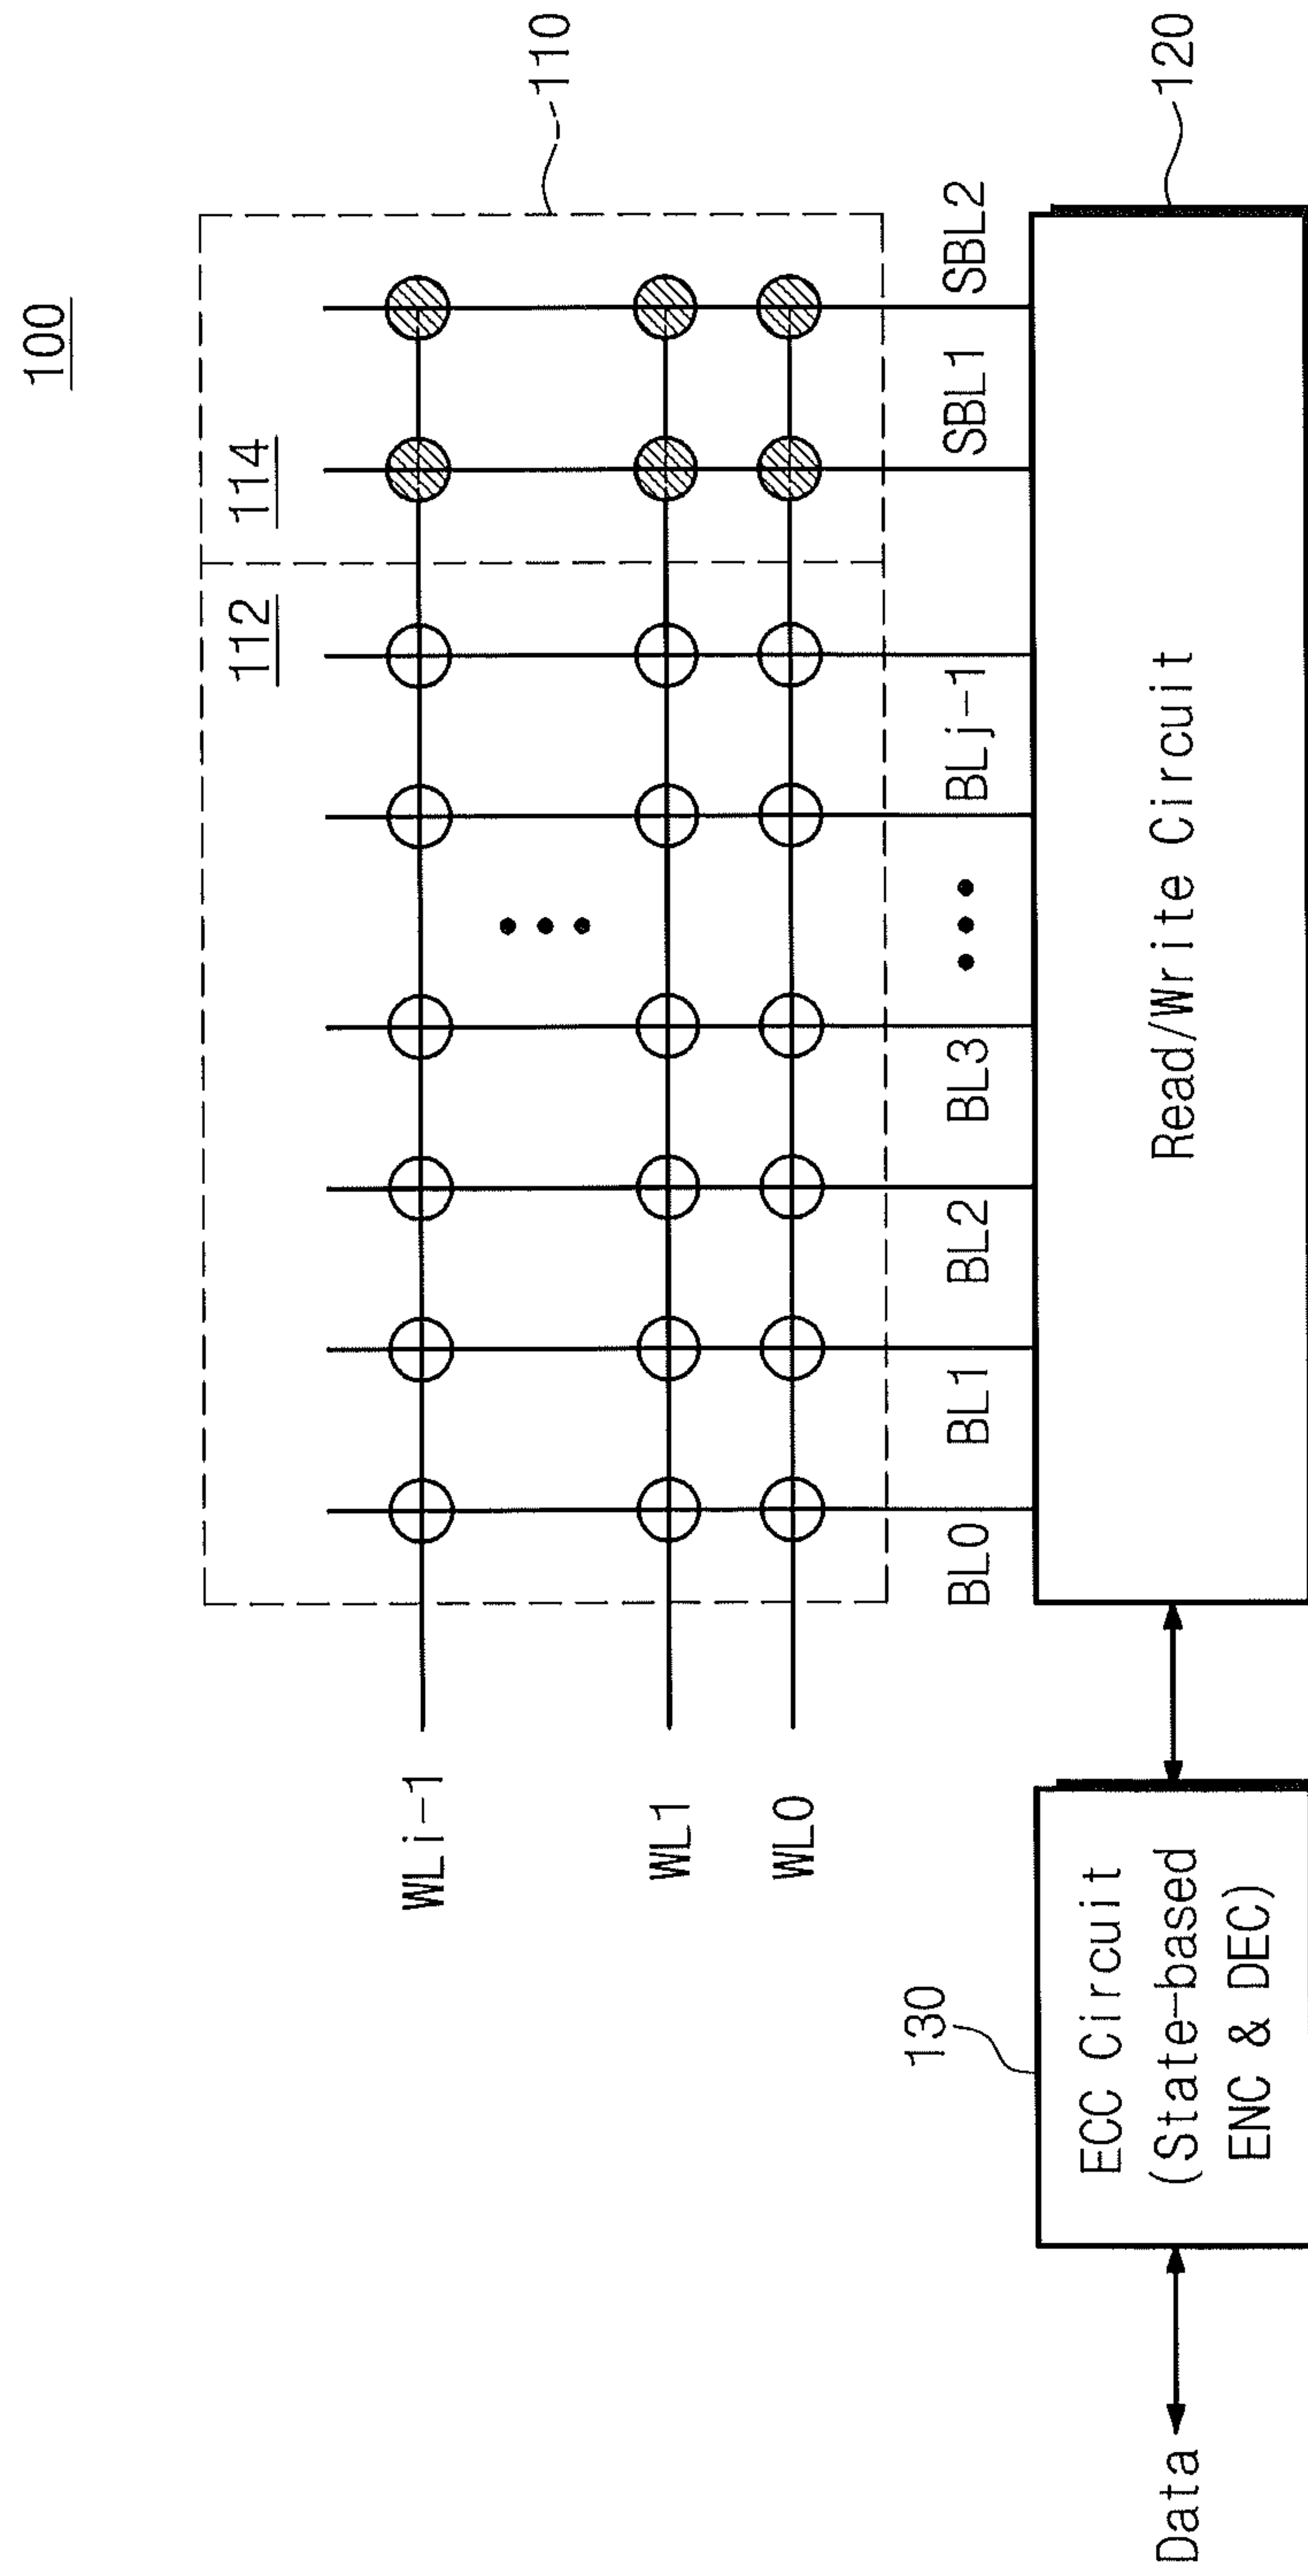 100
110
112
114
WLi-1
WL1
WL0
BL0
BL1
BL2
BL3
BLj-1
SBL1
SBL2
130
120
Data
ECC Circuit
(State-based
ENC & DEC)
Read/Write Circuit